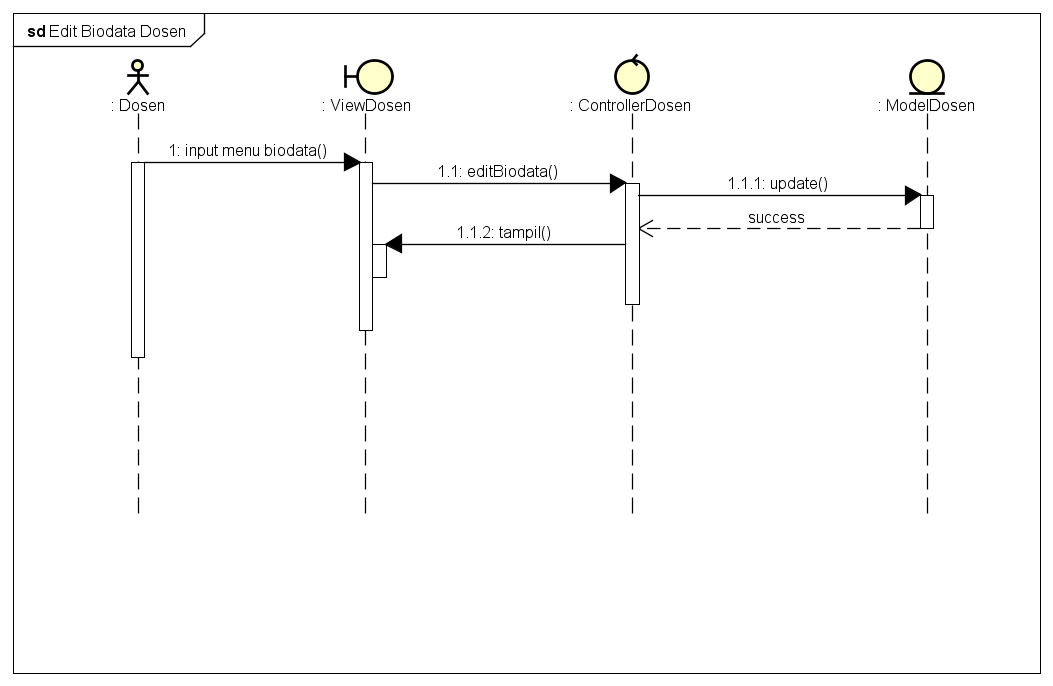 sd Edit Biodata Dosen
: Dosen
: ViewDosen
: ControllerDosen
: ModelDosen
1: input menu biodata()
1.1: editBiodata()
1.1.1: update()
success
1.1.2: tampil()